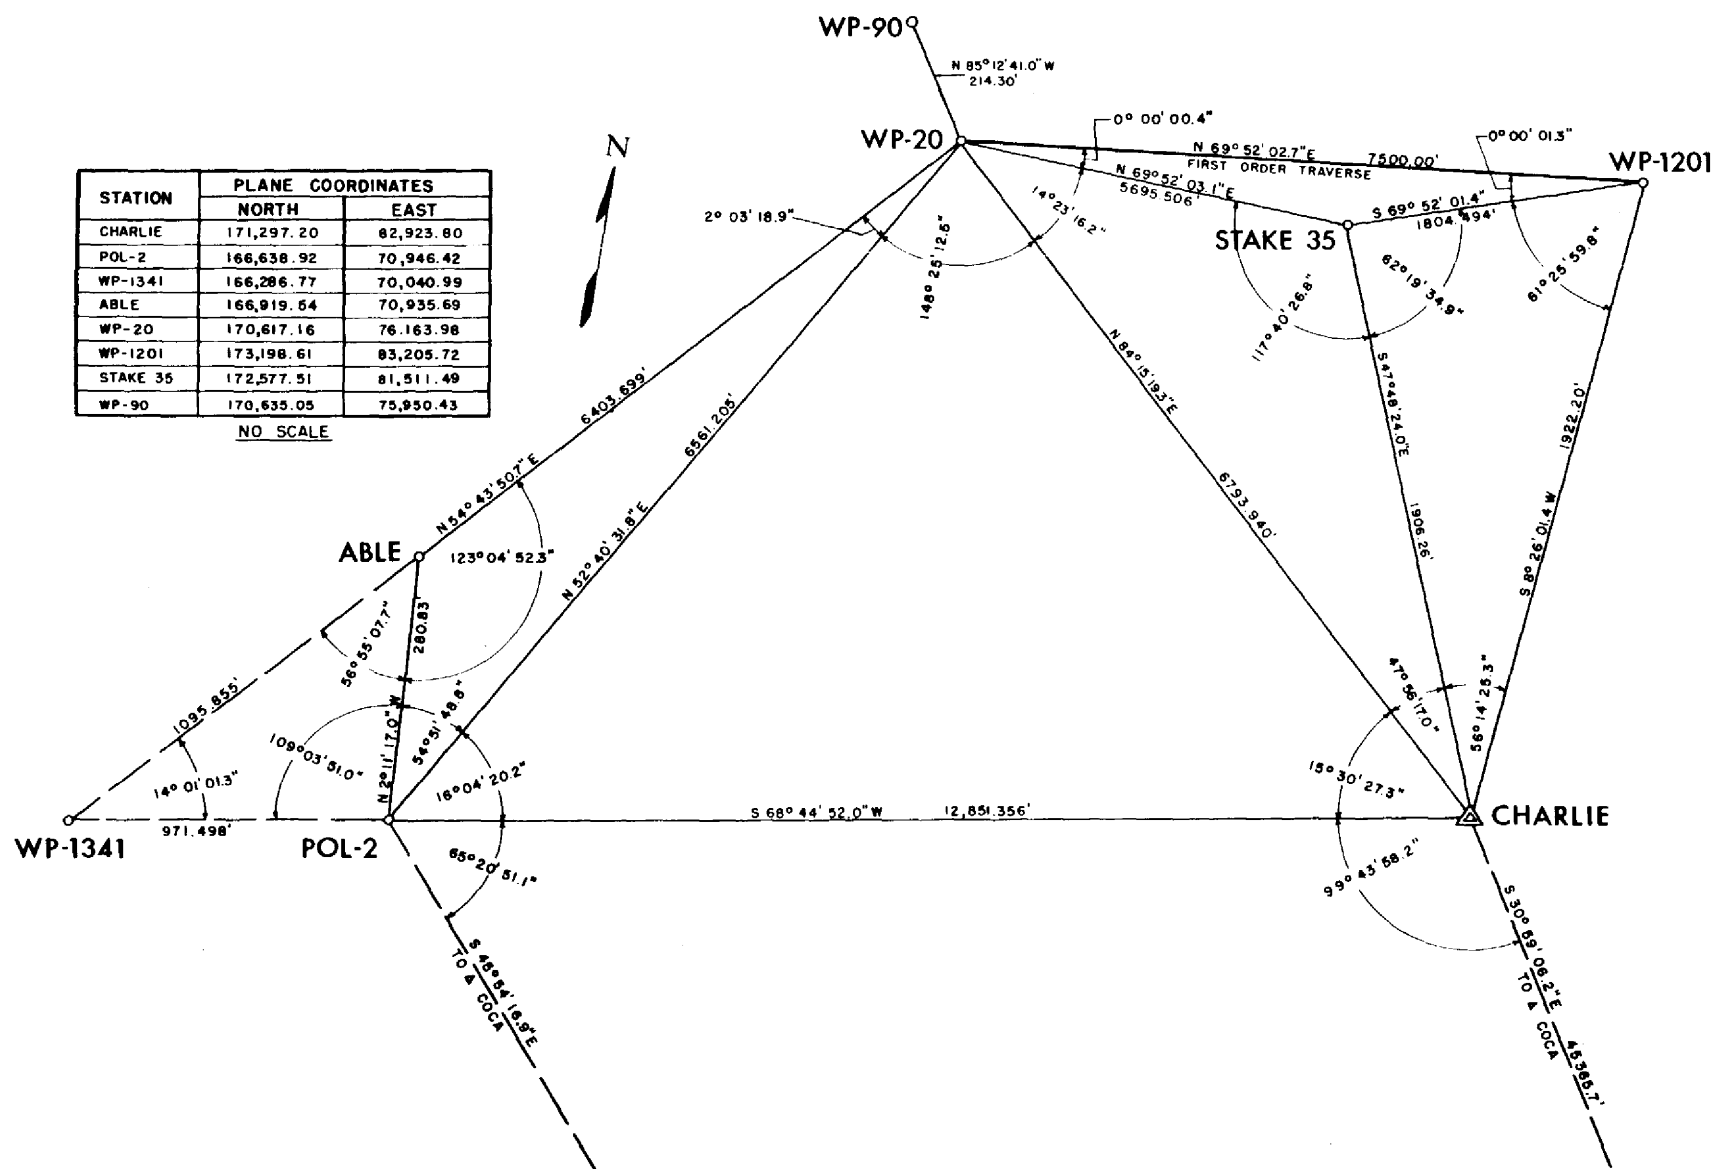 WP-90
N 85°12'41.0" W
214.30'
N
WP-20
0° 00' 00.4"
N 69° 52' 02.7"E 7500.00'
FIRST ORDER TRAVERSE
0° 00' 01.3"
WP-1201
N 69°52'03.1"E
5695.506'
S 69° 52' 01.4"
1804.494'
STAKE 35
STATION PLANE COORDINATES
NORTH EAST
CHARLIE 171,297.20 82,923.80
POL-2 166,638.92 70,946.42
WP-1341 166,286.77 70,040.99
ABLE 166,919.54 70,935.69
WP-20 170,617.16 76.163.98
WP-1201 173,198.61 83,205.72
STAKE 35 172,577.51 81,511.49
WP-90 170,635.05 75,950.43
NO SCALE
2° 03' 18.9"
148° 25' 12.6"
14°23'16.2"
117°40'26.8"
62°19'34.9"
61°25'59.8"
6403.699'
N 54° 43' 50.7" E
6561.205'
N 52° 40' 31.8" E
N 84°15'19.3"E
6793.940'
S 47°48'24.0"E
1906.26'
1922.20'
S 8° 26' 01.4 W
ABLE
123°04'52.3"
56°55'07.7"
280.83'
N 2°11'17.0" W
1095.855'
14° 01' 01.3"
109°03'51.0"
54°51'48.8"
16°04'20.2"
47°56'17.0"
56°14'25.3"
15°30'27.3"
WP-1341
971.498'
POL-2
S 68° 44' 52.0" W 12,851.356'
CHARLIE
65°20'51.1"
99°43'58.2"
S 45°54'16.9"E
TO Δ COCA
S 30° 59' 06.2" E 45365.7'
TO Δ COCA